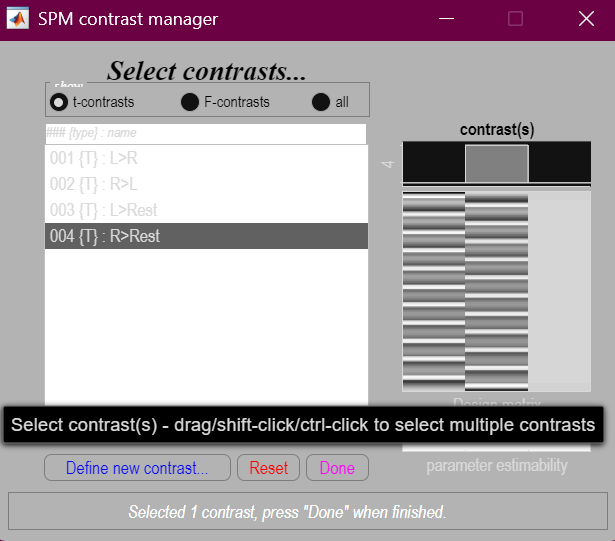 SPM contrast manager
Select contrasts...
show
t-contrasts
F-contrasts
all
### {type} : name
001 {T} : L>R
002 {T} : R>L
003 {T} : L>Rest
004 {T} : R>Rest
contrast(s)
4
Design matrix
Select contrast(s) - drag/shift-click/ctrl-click to select multiple contrasts
Define new contrast...
Reset
Done
parameter estimability
Selected 1 contrast, press "Done" when finished.